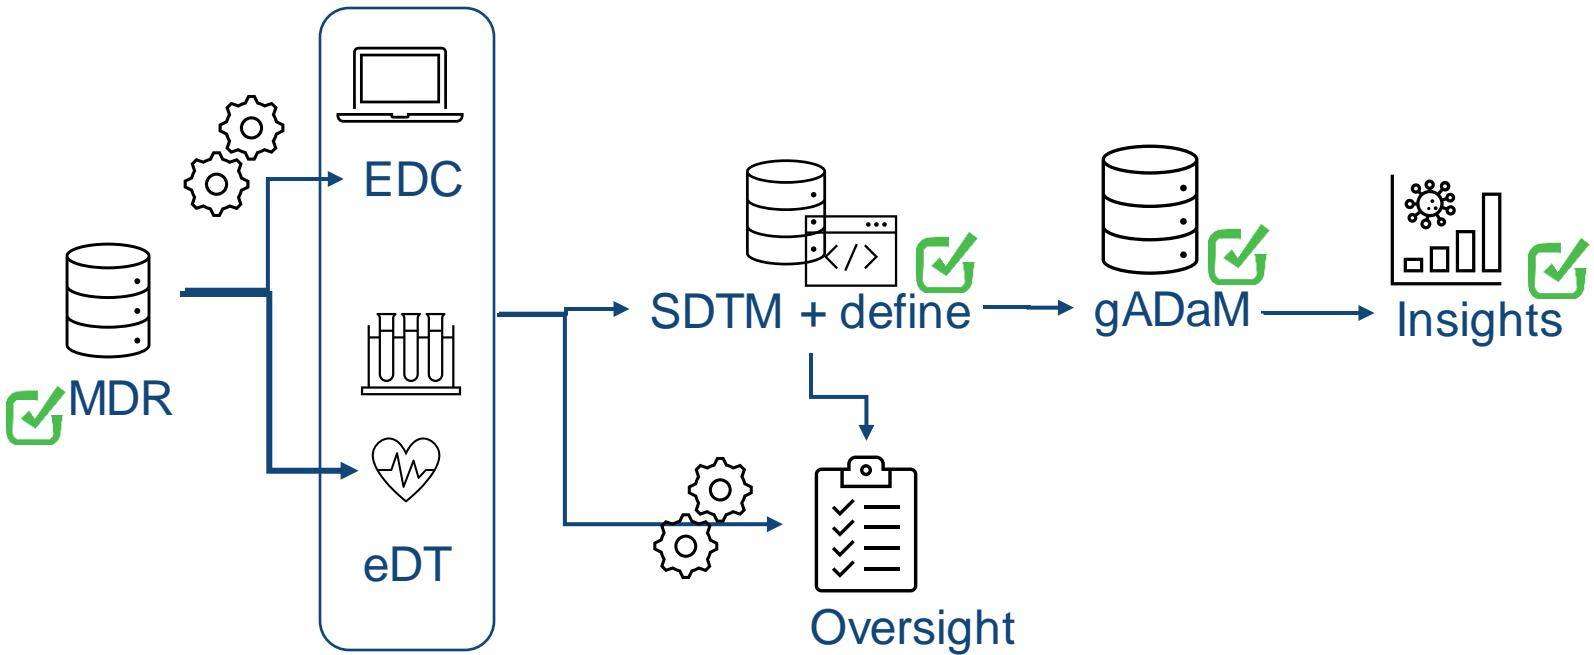 EDC
MDR
eDT
SDTM + define
gADaM
Insights
Oversight